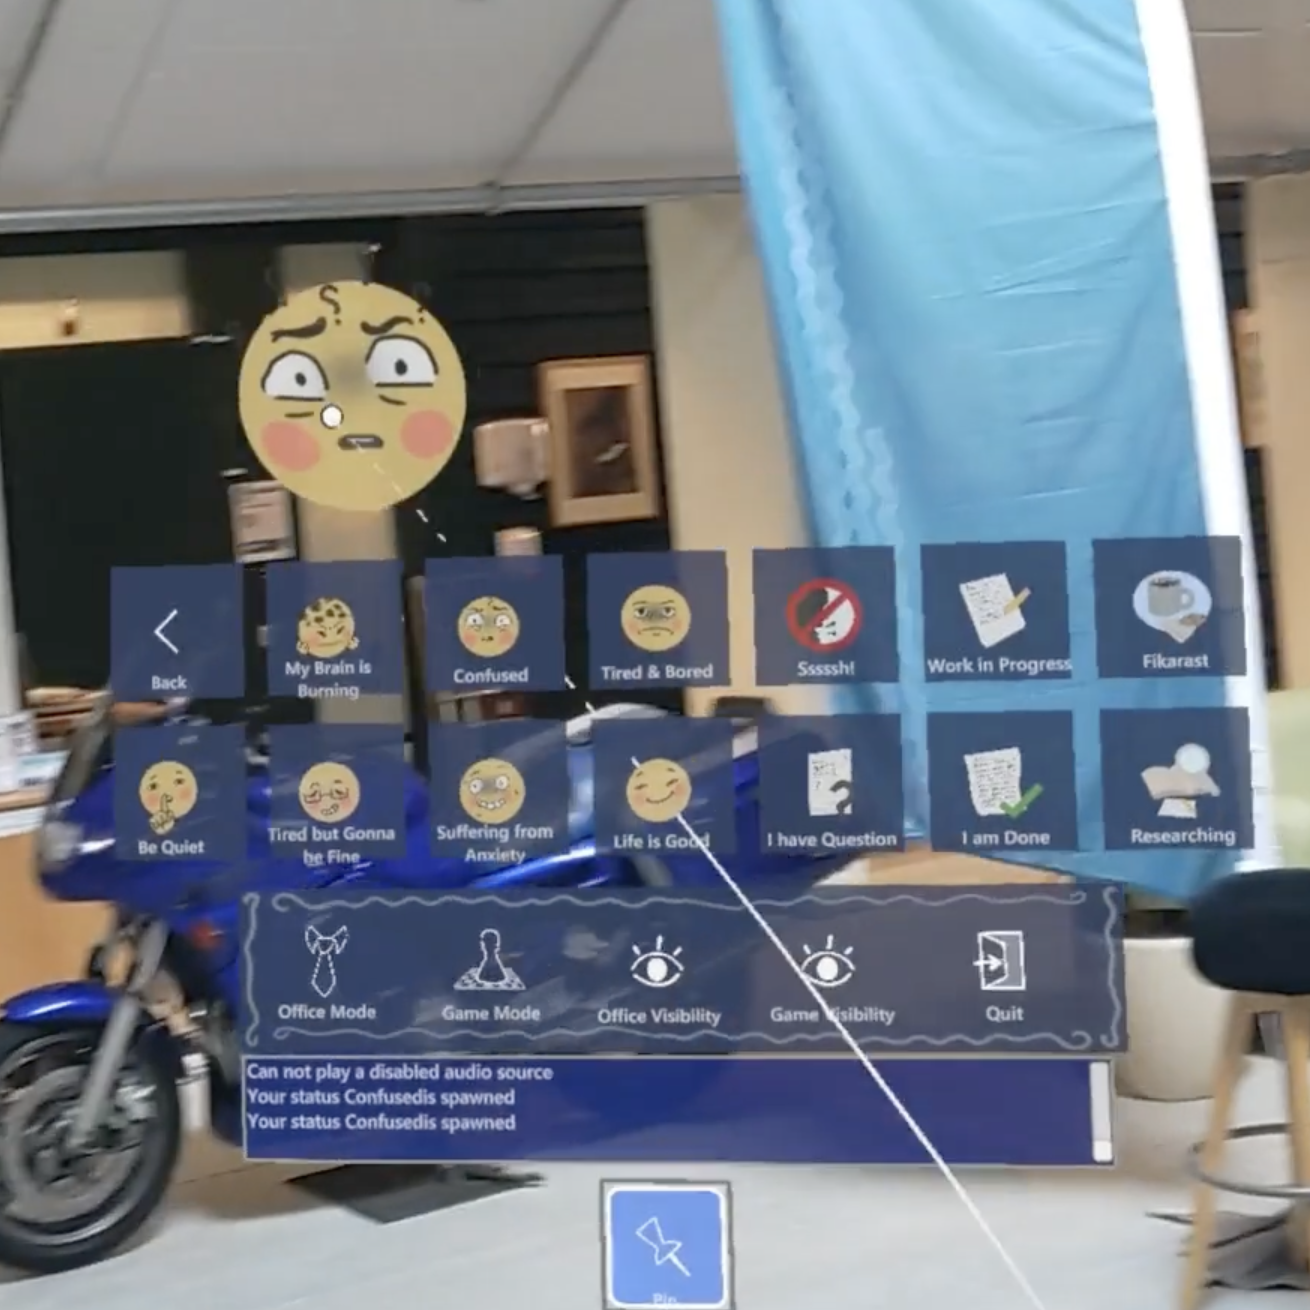 Back
My Brain is
Burning
Confused
Tired & Bored
Sssssh!
Work in Progress
Fikarast
Be Quiet
Tired but Gonna
be Fine
Suffering from
Anxiety
Life is Good
I have Question
I am Done
Researching
Office Mode
Game Mode
Office Visibility
Game Visibility
Quit
Can not play a disabled audio source
Your status Confusedis spawned
Your status Confusedis spawned
Pin